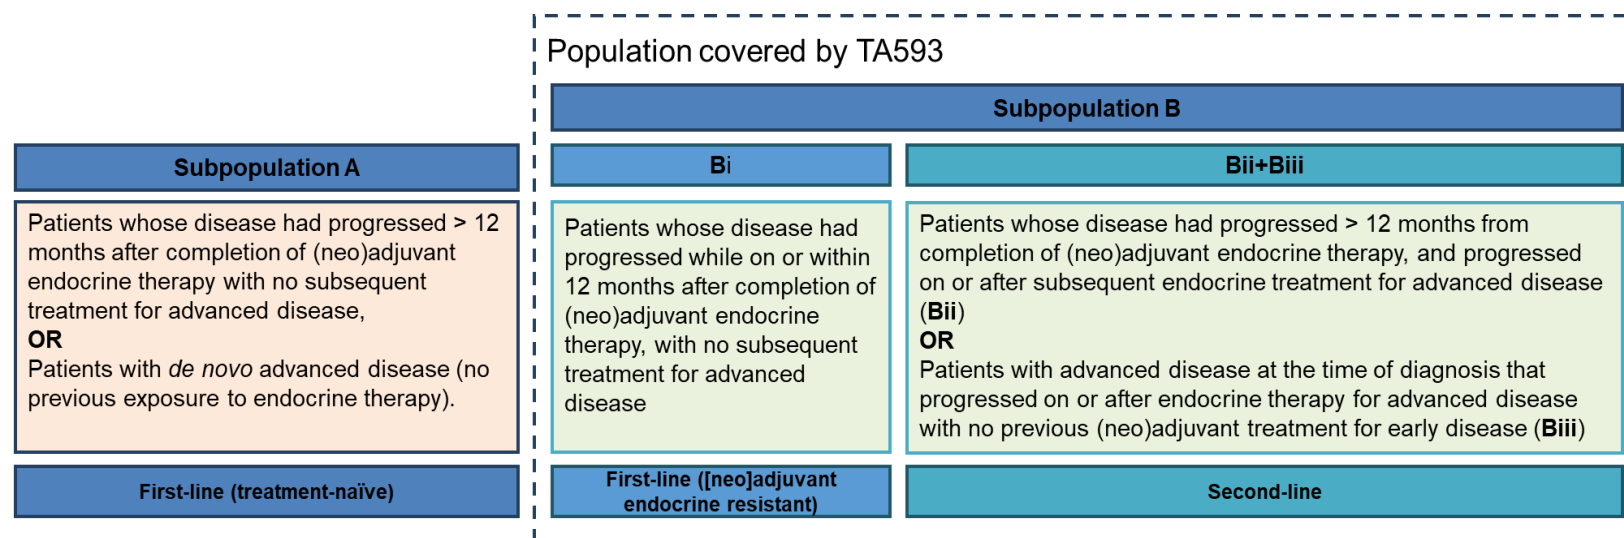 Population covered by TA593
Subpopulation B
Subpopulation A
Bi
Bii+Biii
Patients whose disease had progressed > 12
months after completion of (neo)adjuvant
endocrine therapy with no subsequent
treatment for advanced disease,
OR
Patients with de novo advanced disease (no
previous exposure to endocrine therapy).
Patients whose disease had
progressed while on or within
12 months after completion of
(neo)adjuvant endocrine
therapy, with no subsequent
treatment for advanced
disease
Patients whose disease had progressed > 12 months from
completion of (neo)adjuvant endocrine therapy, and progressed
on or after subsequent endocrine treatment for advanced disease
(Bii)
OR
Patients with advanced disease at the time of diagnosis that
progressed on or after endocrine therapy for advanced disease
with no previous (neo)adjuvant treatment for early disease (Biii)
First-line (treatment-naïve)
First-line ([neo]adjuvant
endocrine resistant)
Second-line